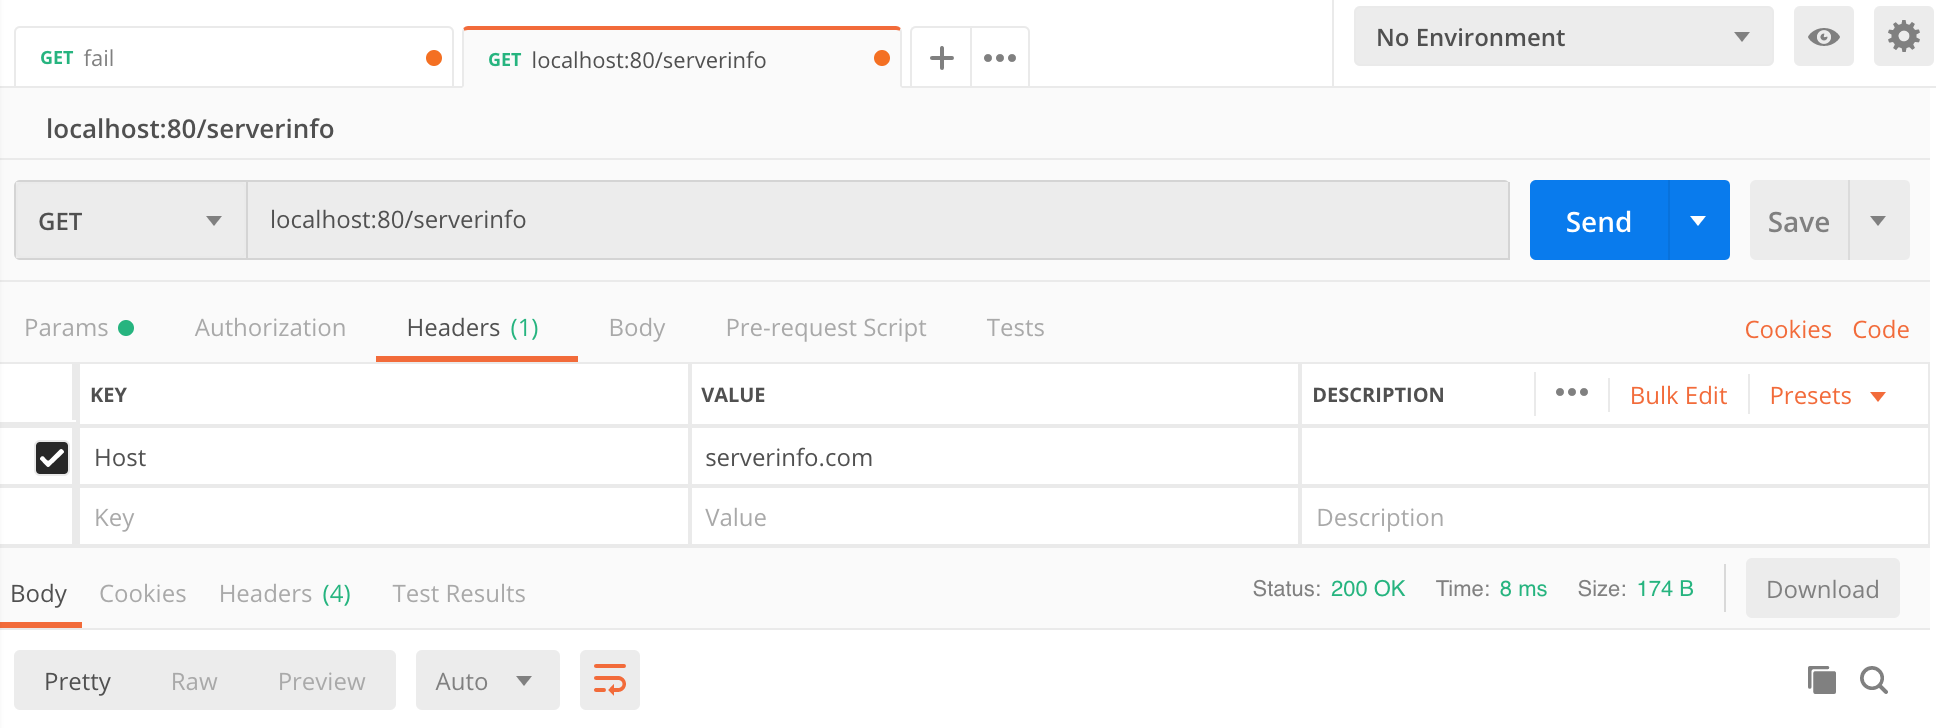 GET fail GET localhost:80/serverinfo No Environment
localhost:80/serverinfo
GET localhost:80/serverinfo Send Save
Params Authorization Headers (1) Body Pre-request Script Tests Cookies Code
KEY VALUE DESCRIPTION Bulk Edit Presets
Host serverinfo.com
Key Value Description
Body Cookies Headers (4) Test Results Status: 200 OK Time: 8 ms Size: 174 B Download
Pretty Raw Preview Auto